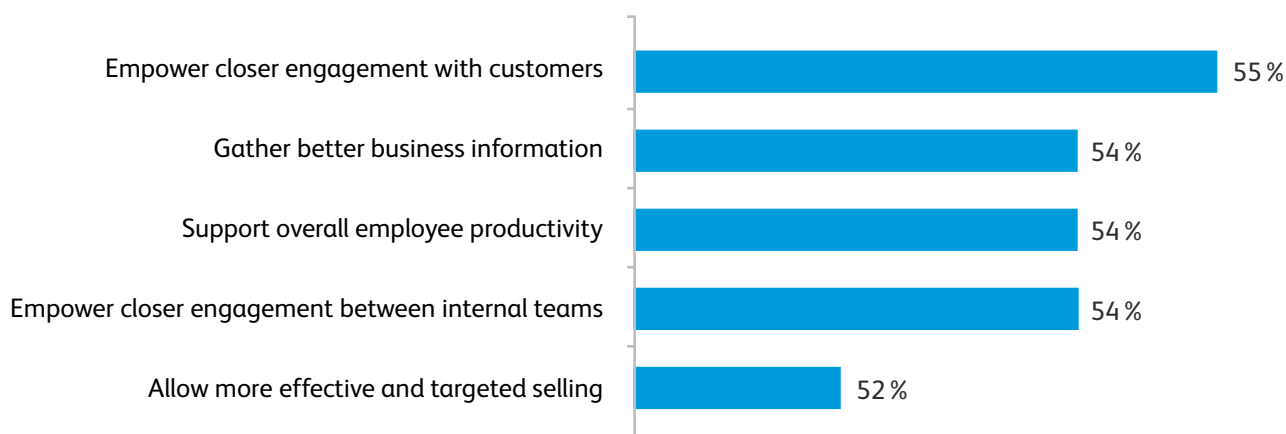 Empower closer engagement with customers 55 %
Gather better business information 54 %
Support overall employee productivity 54 %
Empower closer engagement between internal teams 54 %
Allow more effective and targeted selling 52 %